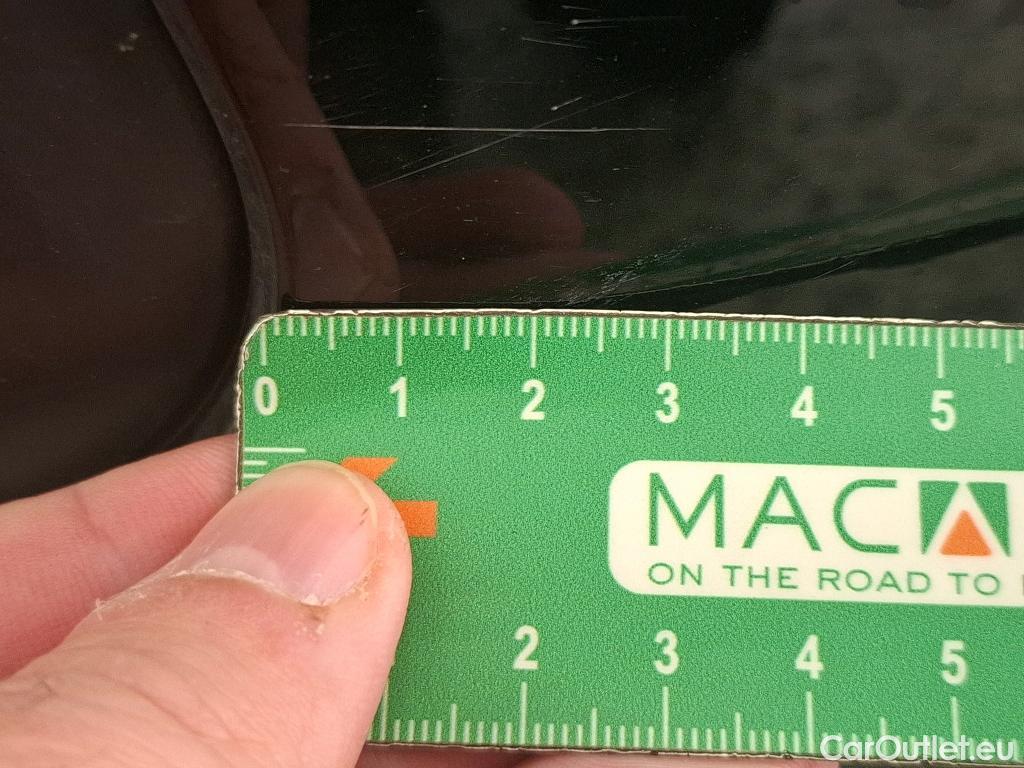 0 1 2 3 4 5
MAC
ON THE ROAD TO
2 3 4 5
CarOutlet.eu